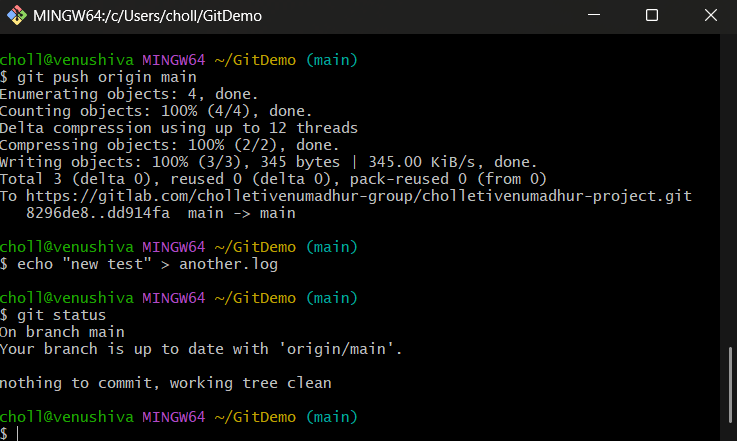 MINGW64:/c/Users/choll/GitDemo
choll@venushiva MINGW64 ~/GitDemo (main)
$ git push origin main
Enumerating objects: 4, done.
Counting objects: 100% (4/4), done.
Delta compression using up to 12 threads
Compressing objects: 100% (2/2), done.
Writing objects: 100% (3/3), 345 bytes | 345.00 KiB/s, done.
Total 3 (delta 0), reused 0 (delta 0), pack-reused 0 (from 0)
To https://gitlab.com/cholletivenumadhur-group/cholletivenumadhur-project.git
   8296de8..dd914fa  main -> main
choll@venushiva MINGW64 ~/GitDemo (main)
$ echo "new test" > another.log
choll@venushiva MINGW64 ~/GitDemo (main)
$ git status
On branch main
Your branch is up to date with 'origin/main'.
nothing to commit, working tree clean
choll@venushiva MINGW64 ~/GitDemo (main)
$